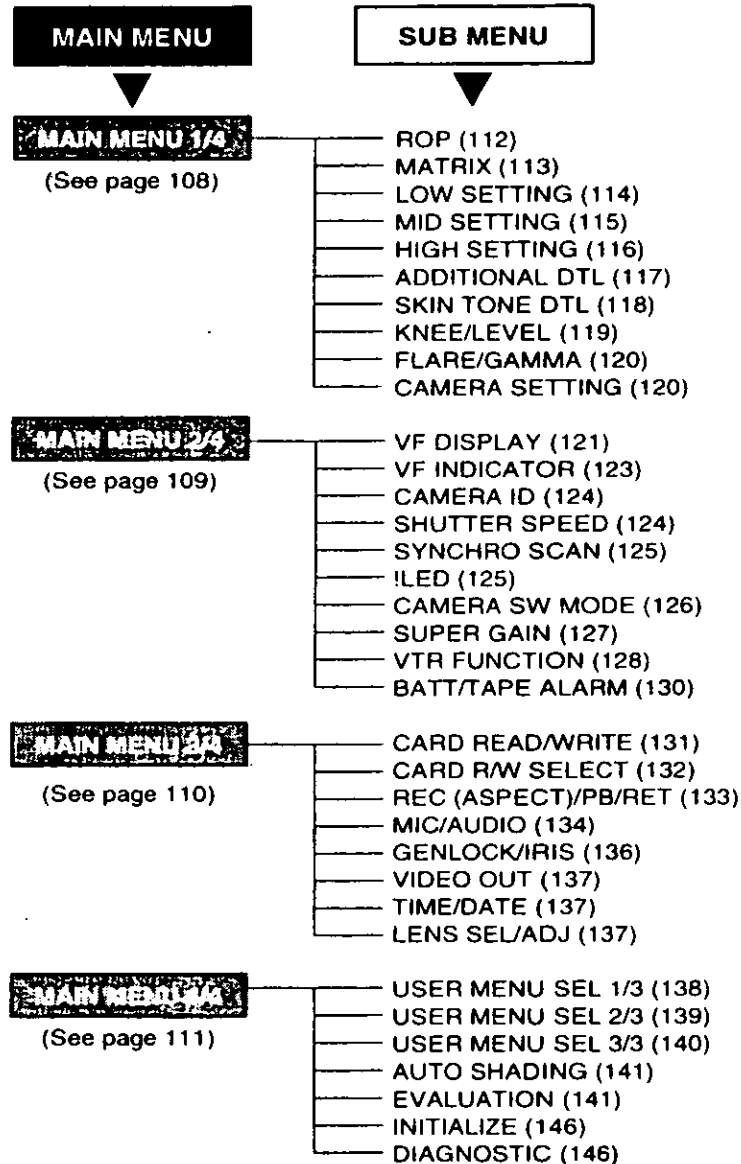 MAIN MENU
SUB MENU
MAIN MENU 1/4
(See page 108)
ROP (112)
MATRIX (113)
LOW SETTING (114)
MID SETTING (115)
HIGH SETTING (116)
ADDITIONAL DTL (117)
SKIN TONE DTL (118)
KNEE/LEVEL (119)
FLARE/GAMMA (120)
CAMERA SETTING (120)
MAIN MENU 2/4
(See page 109)
VF DISPLAY (121)
VF INDICATOR (123)
CAMERA ID (124)
SHUTTER SPEED (124)
SYNCHRO SCAN (125)
!LED (125)
CAMERA SW MODE (126)
SUPER GAIN (127)
VTR FUNCTION (128)
BATT/TAPE ALARM (130)
MAIN MENU 3/4
(See page 110)
CARD READ/WRITE (131)
CARD R/W SELECT (132)
REC (ASPECT)/PB/RET (133)
MIC/AUDIO (134)
GENLOCK/IRIS (136)
VIDEO OUT (137)
TIME/DATE (137)
LENS SEL/ADJ (137)
MAIN MENU 4/4
(See page 111)
USER MENU SEL 1/3 (138)
USER MENU SEL 2/3 (139)
USER MENU SEL 3/3 (140)
AUTO SHADING (141)
EVALUATION (141)
INITIALIZE (146)
DIAGNOSTIC (146)